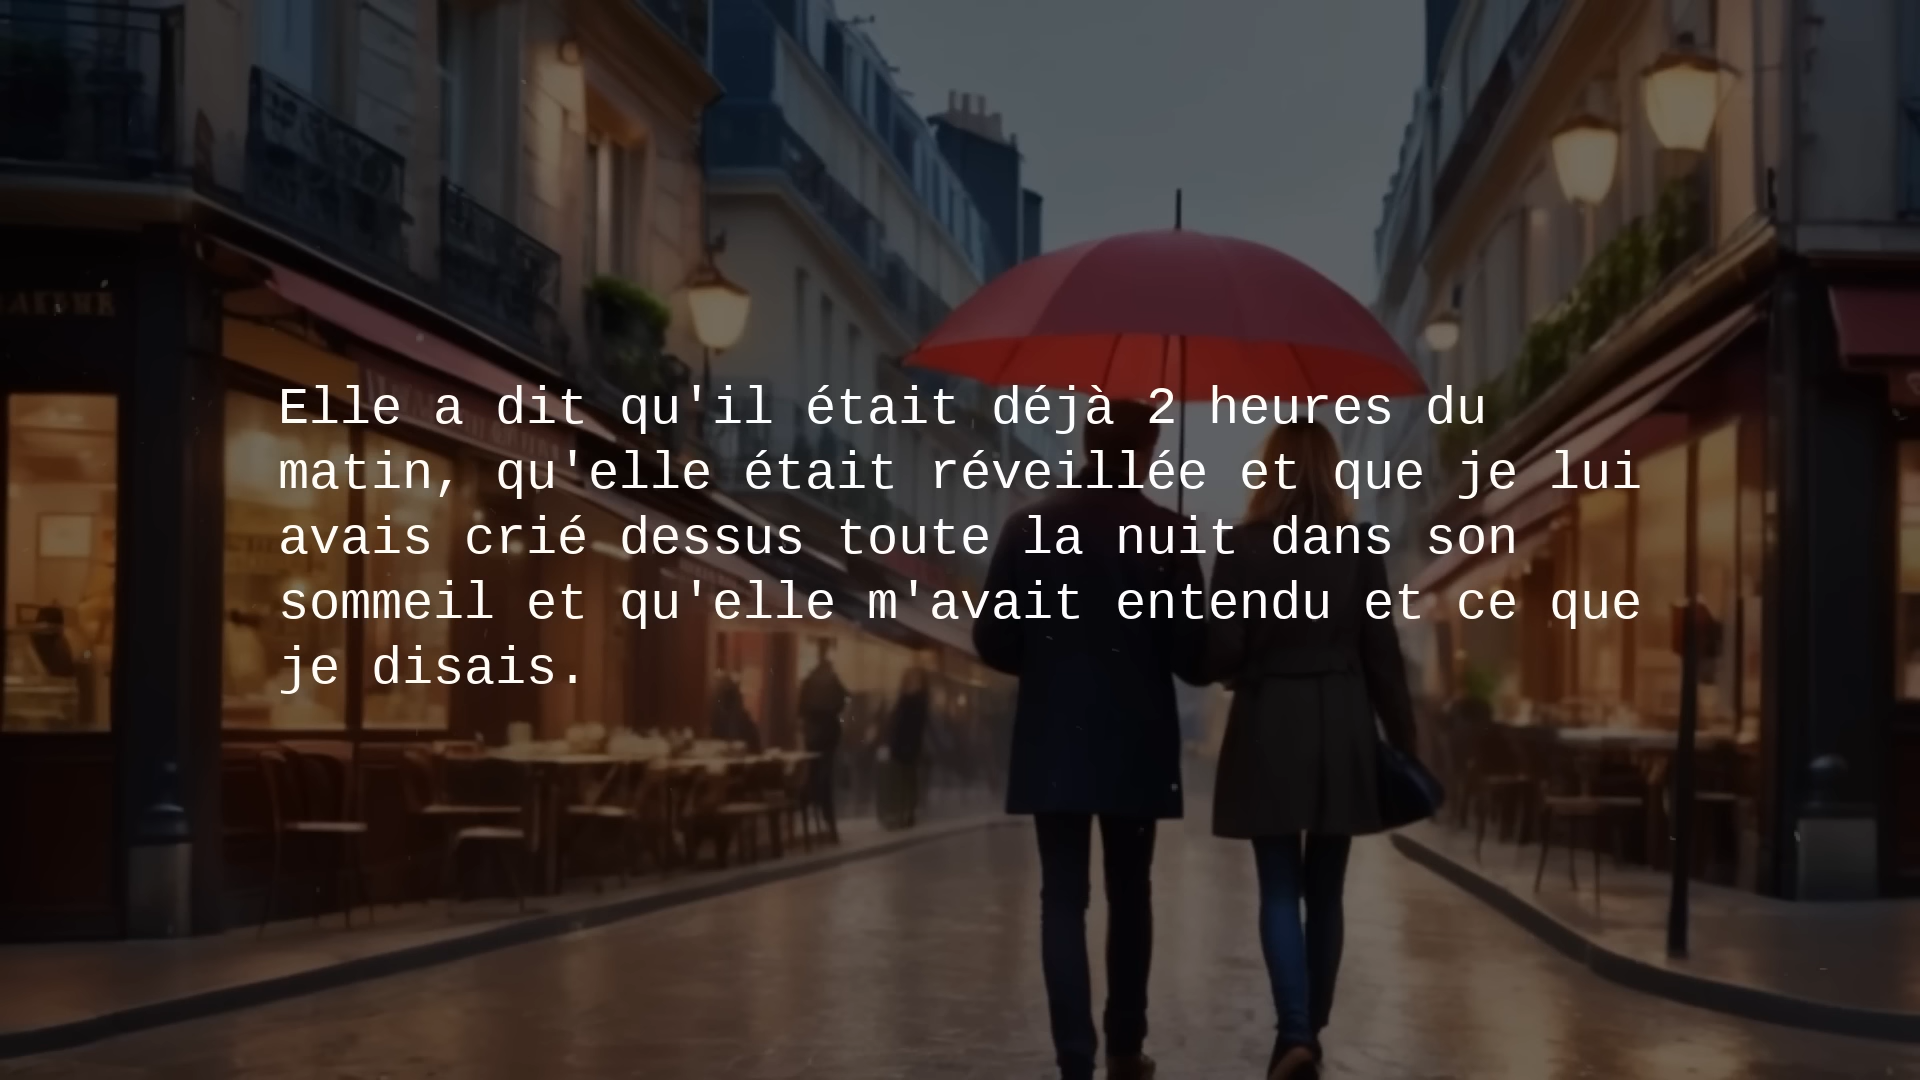 Elle a dit qu'il était déjà 2 heures du
matin, qu'elle était réveillée et que je lui
avais crié dessus toute la nuit dans son
sommeil et qu'elle m'avait entendu et ce que
je disais.